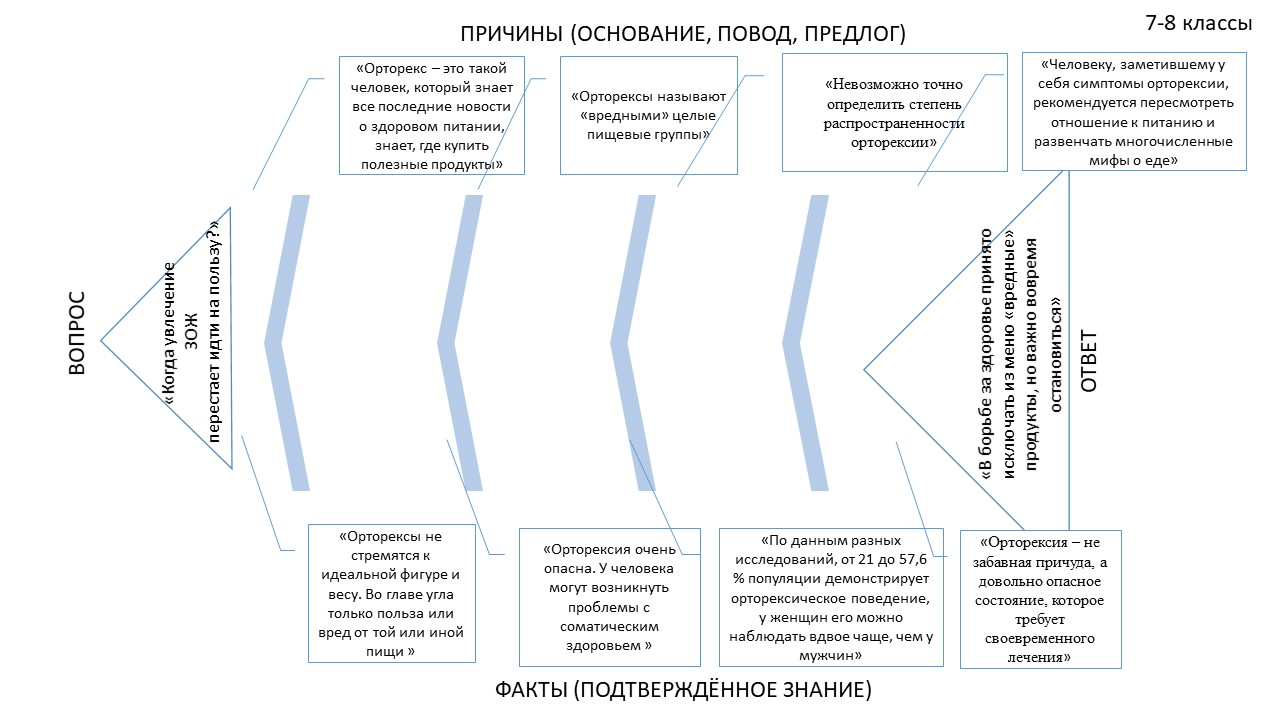 7-8 классы
ПРИЧИНЫ (ОСНОВАНИЕ, ПОВОД, ПРЕДЛОГ)
«Орторекс – это такой
человек, который знает
все последние новости
о здоровом питании,
знает, где купить
полезные продукты»
«Орторексы называют
«вредными» целые
пищевые группы»
«Невозможно точно
определить степень
распространенности
орторексии»
«Человеку, заметившему у
себя симптомы орторексии,
рекомендуется пересмотреть
отношение к питанию и
развенчать многочисленные
мифы о еде»
ВОПРОС
«Когда увлечение
ЗОЖ
перестает идти на пользу?»
«В борьбе за здоровье принято
исключать из меню «вредные»
продукты, но важно вовремя
остановиться»
ОТВЕТ
«Орторексы не
стремятся к
идеальной фигуре и
весу. Во главе угла
только польза или
вред от той или иной
пищи »
«Орторексия очень
опасна. У человека
могут возникнуть
проблемы с
соматическим
здоровьем »
«По данным разных
исследований, от 21 до 57,6
% популяции демонстрирует
орторексическое поведение,
у женщин его можно
наблюдать вдвое чаще, чем у
мужчин»
«Орторексия – не
забавная причуда, а
довольно опасное
состояние, которое
требует
своевременного
лечения»
ФАКТЫ (ПОДТВЕРЖДЁННОЕ ЗНАНИЕ)